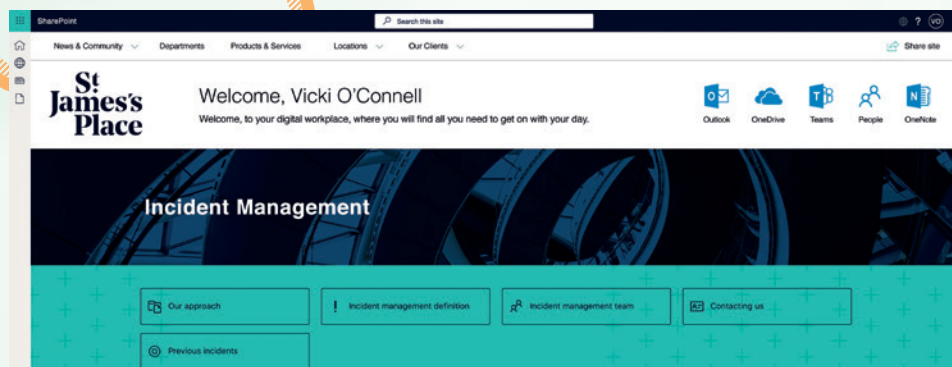 SharePoint
Search this site
?
VO
News & Community
Departments
Products & Services
Locations
Our Clients
Share site
St
James's
Place
Welcome, Vicki O'Connell
Welcome, to your digital workplace, where you will find all you need to get on with your day.
Outlook
OneDrive
Teams
People
OneNote
Incident Management
Our approach
Incident management definition
Incident management team
Contacting us
Previous incidents